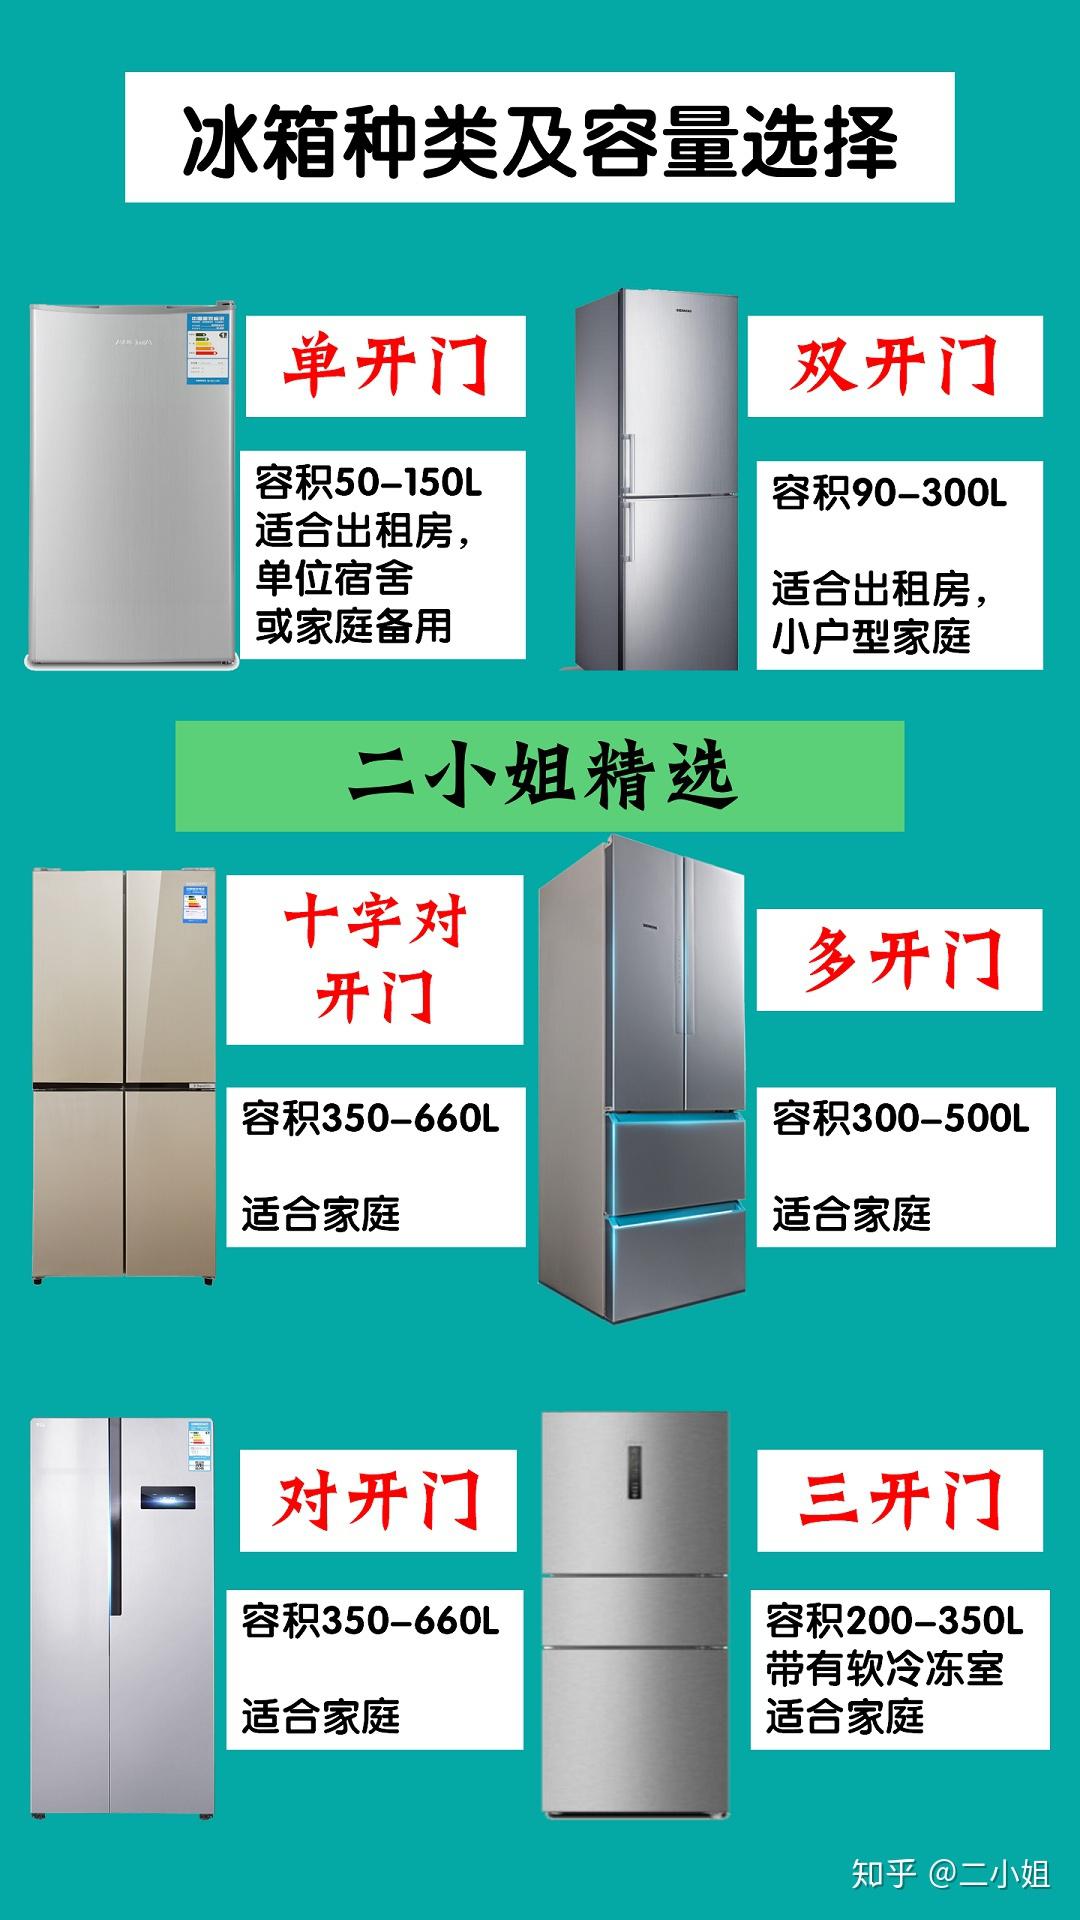 冰箱种类及容量选择
单开门
容积50-150L
适合出租房，
单位宿舍
或家庭备用
双开门
容积90-300L
适合出租房，
小户型家庭
二小姐精选
十字对
开门
容积350-660L
适合家庭
多开门
容积300-500L
适合家庭
对开门
容积350-660L
适合家庭
三开门
容积200-350L
带有软冷冻室
适合家庭
知乎 @二小姐